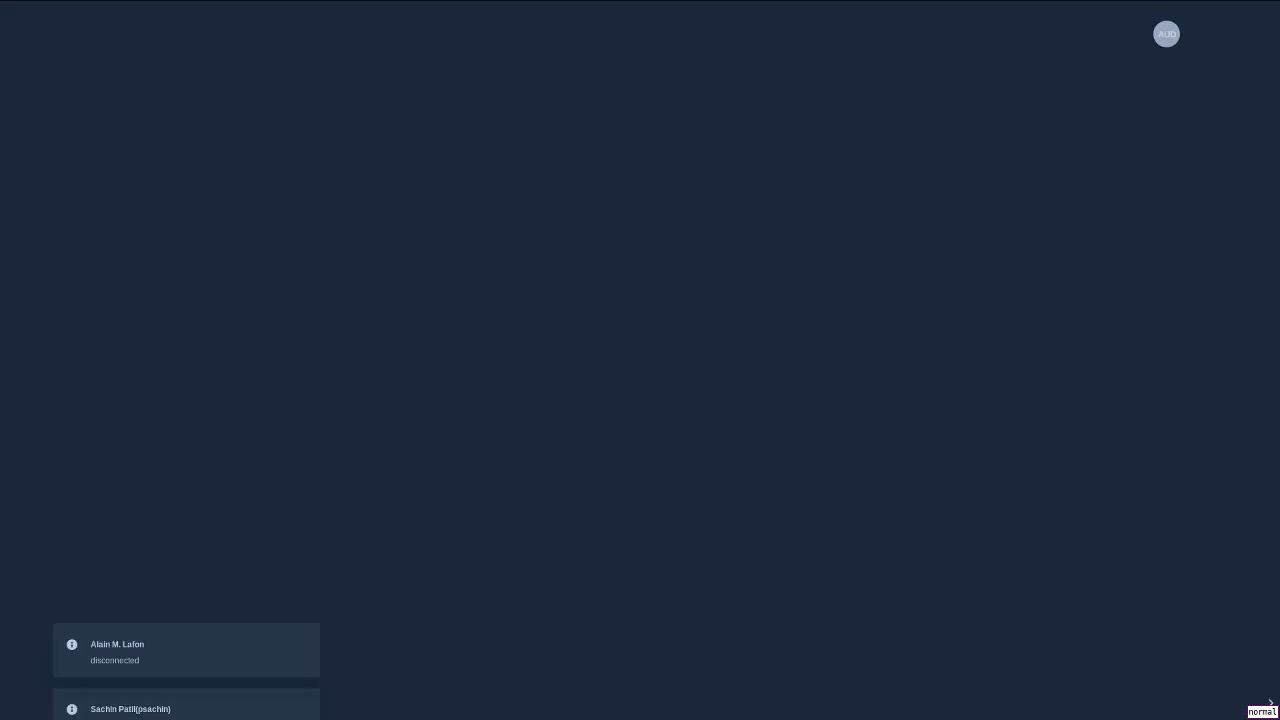 AUD
Alain M. Lafon
disconnected
Sachin Patil(psachin)
normal